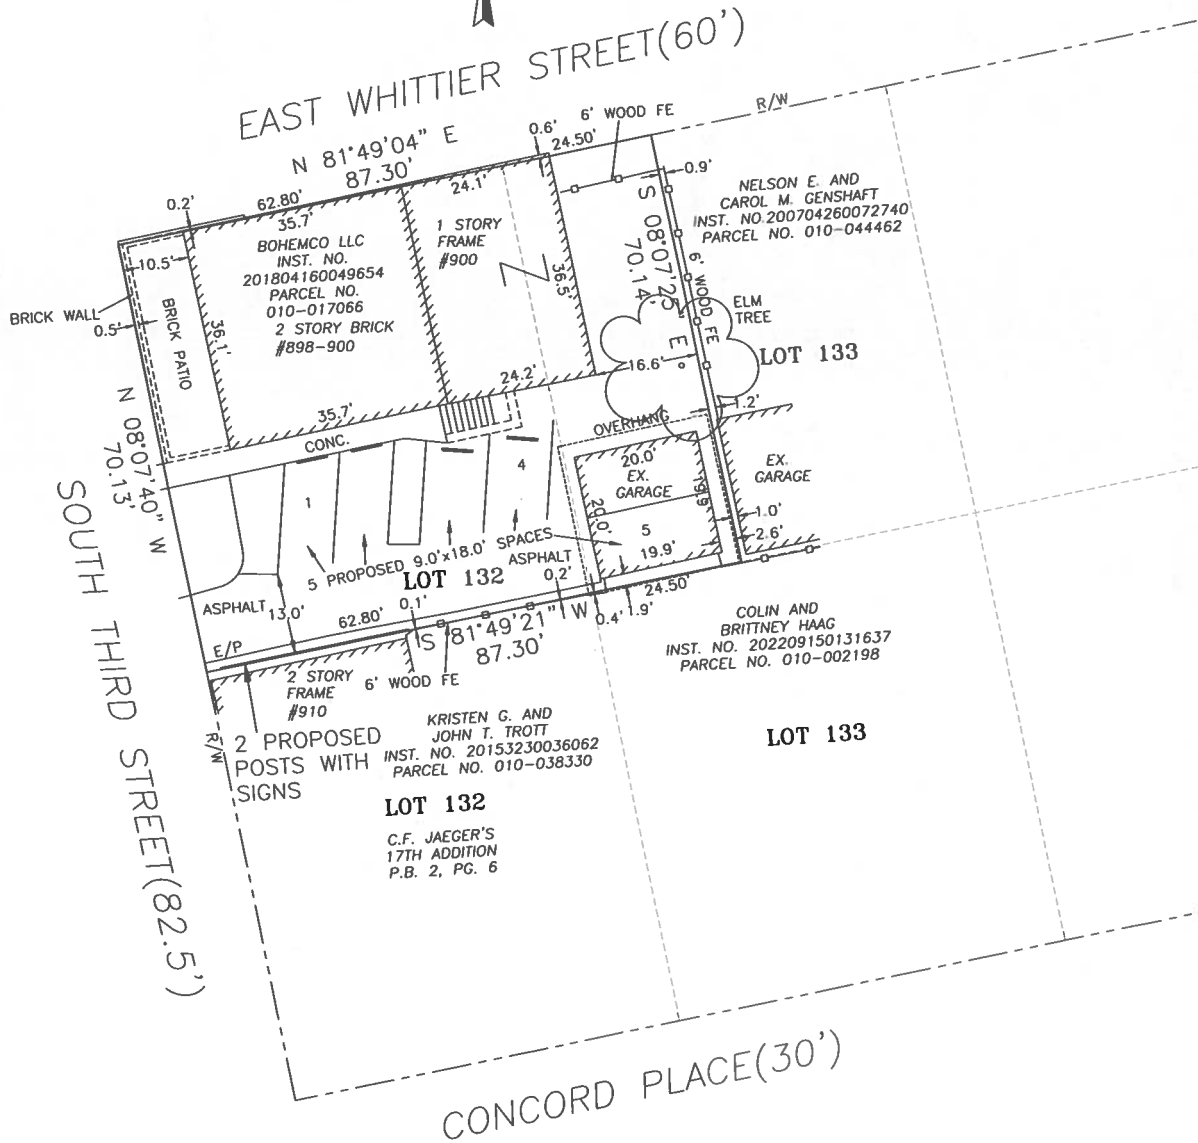 EAST WHITTIER STREET(60')
N 81°49'04" E
87.30'
R/W
6' WOOD FE
0.6'
24.50'
0.9'
0.2'
62.80'
35.7'
24.1'
NELSON E. AND
CAROL M. GENSHAFT
INST. NO.200704260072740
PARCEL NO. 010-044462
BOHEMCO LLC
INST. NO.
201804160049654
PARCEL NO.
010-017066
2 STORY BRICK
#898-900
1 STORY
FRAME
#900
S 08°07'25" E
70.14'
6' WOOD FE
36.5'
10.5'
BRICK WALL
0.5'
BRICK PATIO
36.1'
ELM
TREE
LOT 133
16.6'
24.2'
35.7'
CONC.
1.2'
OVERHANG
N 08°07'40" W
70.13'
SOUTH THIRD STREET(82.5')
1
4
20.0'
EX.
GARAGE
19.9'
20.0'
5
19.9'
EX.
GARAGE
1.0'
2.6'
5 PROPOSED 9.0'x18.0' SPACES
ASPHALT
LOT 132
0.2'
24.50'
0.4'
1.9'
ASPHALT
13.0'
62.80'
0.1'
S 81°49'21" W
87.30'
E/P
2 STORY
FRAME
#910
6' WOOD FE
COLIN AND
BRITTNEY HAAG
INST. NO. 202209150131637
PARCEL NO. 010-002198
R/W
2 PROPOSED
POSTS WITH
SIGNS
KRISTEN G. AND
JOHN T. TROTT
INST. NO. 20153230036062
PARCEL NO. 010-038330
LOT 133
LOT 132
C.F. JAEGER'S
17TH ADDITION
P.B. 2, PG. 6
CONCORD PLACE(30')